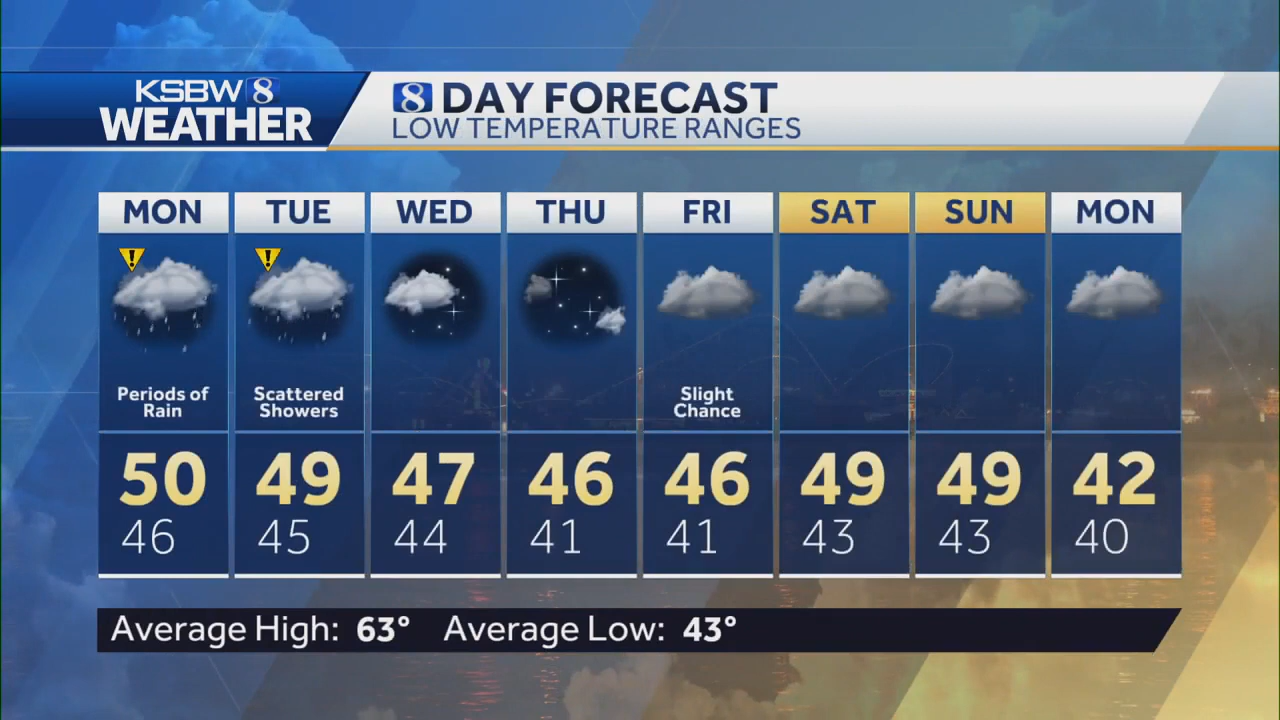 KSBW 8
WEATHER
8 DAY FORECAST
LOW TEMPERATURE RANGES
MON TUE WED THU FRI SAT SUN MON
! !
Periods of Rain
Scattered Showers
Slight Chance
50 49 47 46 46 49 49 42
46 45 44 41 41 43 43 40
Average High: 63° Average Low: 43°